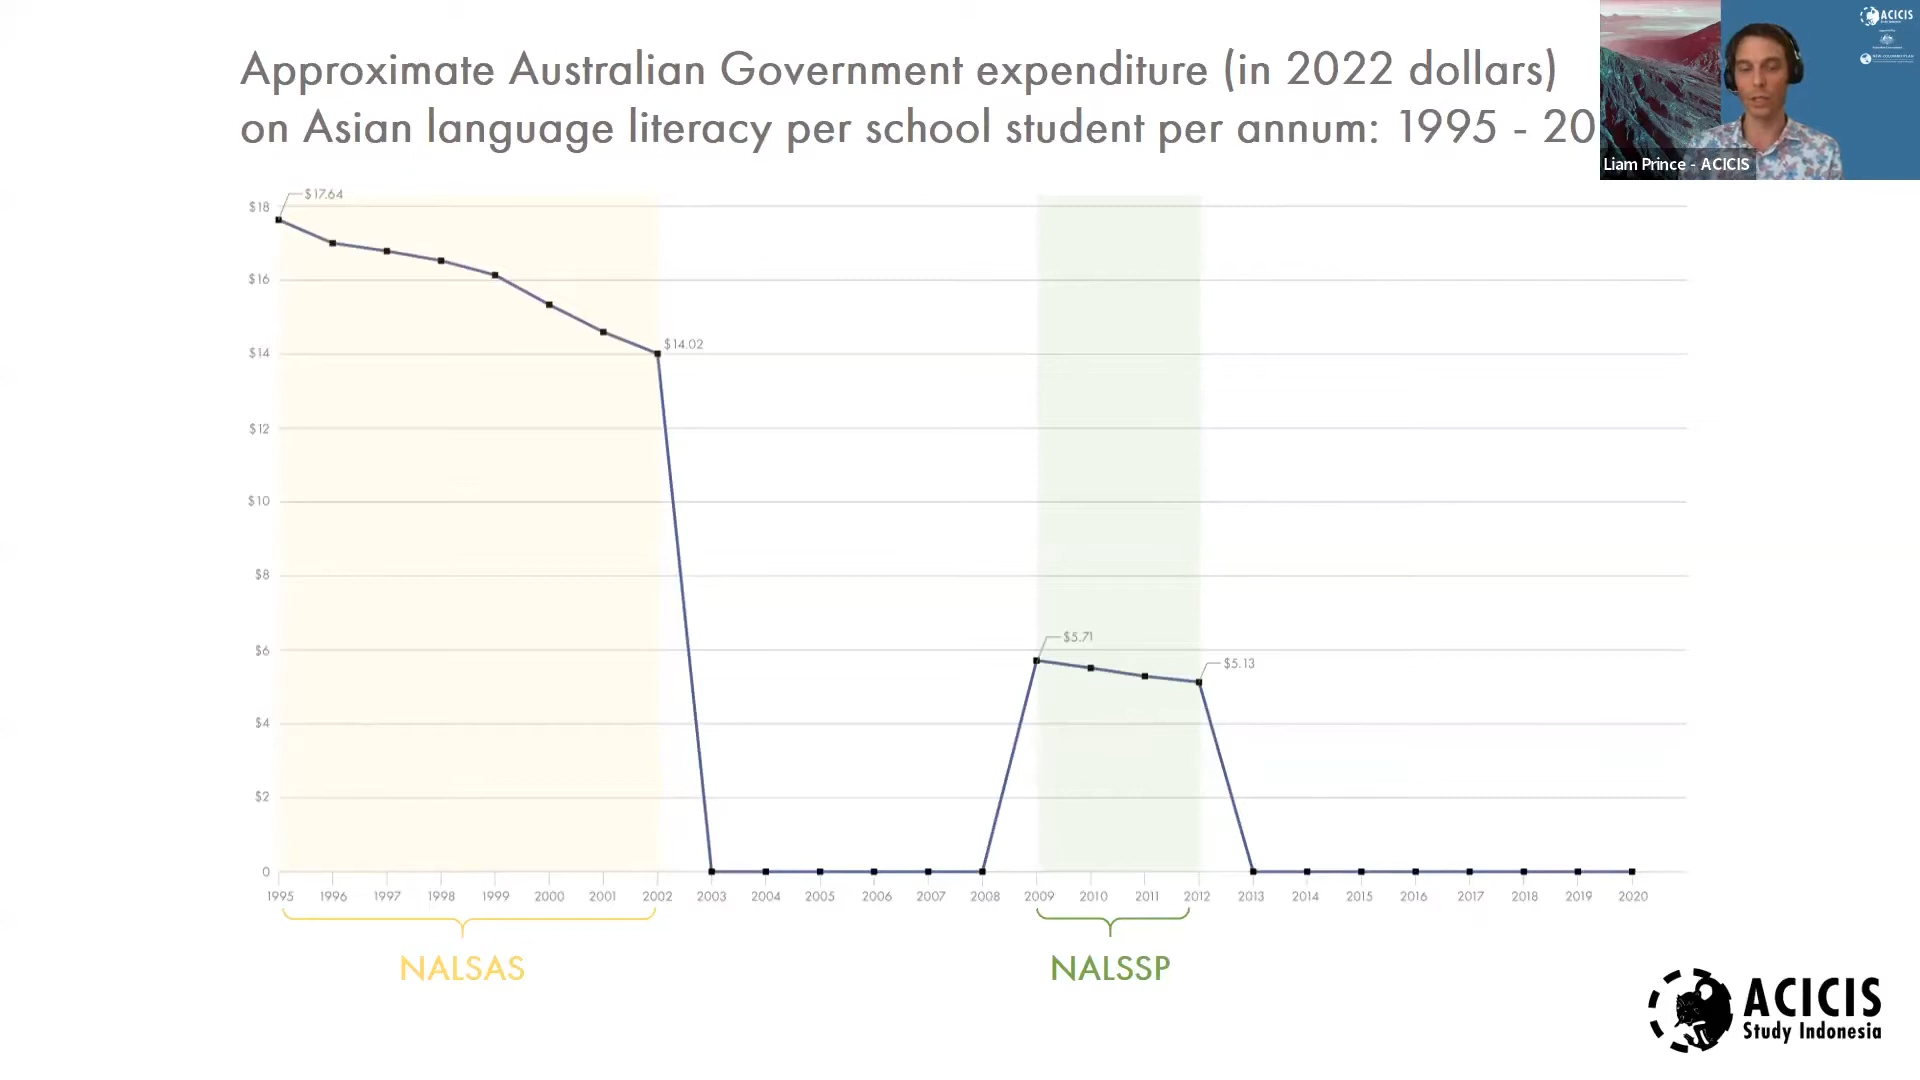 Approximate Australian Government expenditure (in 2022 dollars)
on Asian language literacy per school student per annum: 1995 - 20
ACICIS
Liam Prince - ACICIS
$17.64
$18
$16
$14.02
$14
$12
$10
$8
$5.71
$6
$5.13
$4
$2
0
1995 1996 1997 1998 1999 2000 2001 2002 2003 2004 2005 2006 2007 2008 2009 2010 2011 2012 2013 2014 2015 2016 2017 2018 2019 2020
NALSAS
NALSSP
ACICIS
Study Indonesia